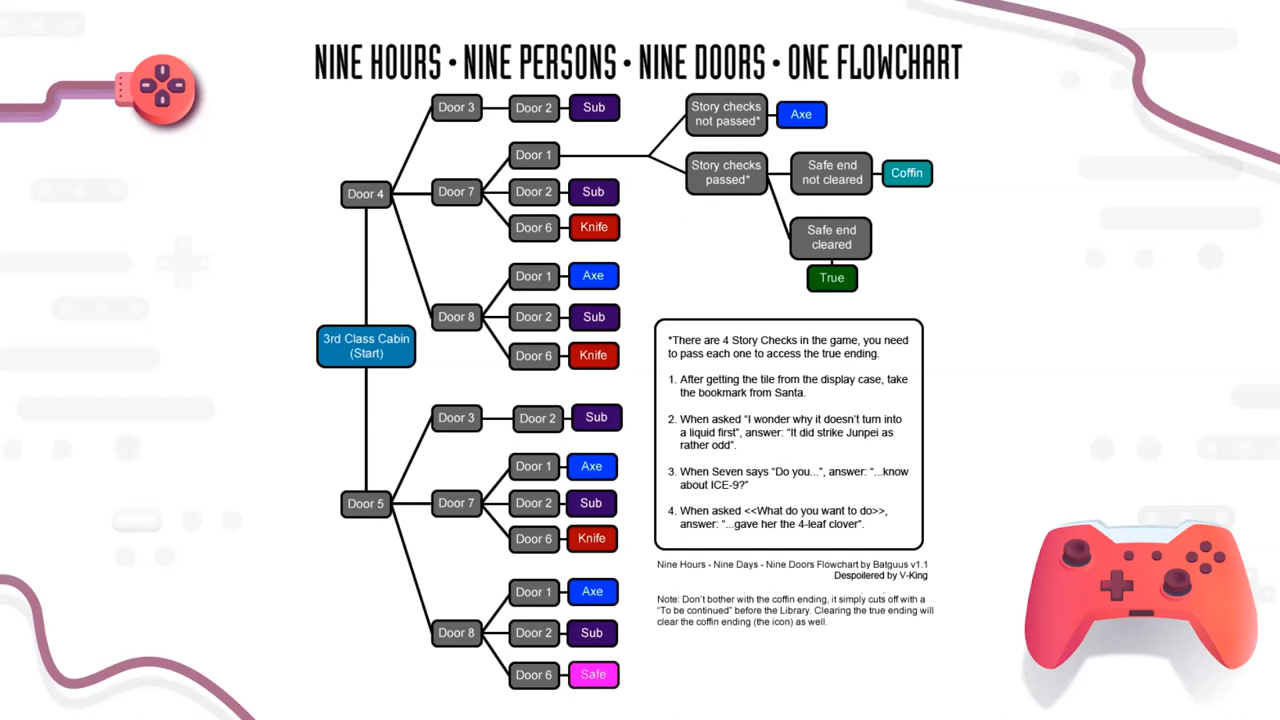 NINE HOURS • NINE PERSONS • NINE DOORS • ONE FLOWCHART
Door 3
Door 2
Sub
Story checks
not passed*
Axe
Door 4
Door 7
Door 1
Story checks
passed*
Safe end
not cleared
Coffin
Door 2
Sub
Door 6
Knife
Safe end
cleared
True
Door 8
Door 1
Axe
Door 2
Sub
Door 6
Knife
3rd Class Cabin
(Start)
Door 3
Door 2
Sub
Door 5
Door 7
Door 1
Axe
Door 2
Sub
Door 6
Knife
Door 8
Door 1
Axe
Door 2
Sub
Door 6
Safe
*There are 4 Story Checks in the game, you need
to pass each one to access the true ending.
1. After getting the tile from the display case, take
the bookmark from Santa.
2. When asked “I wonder why it doesn’t turn into
a liquid first”, answer: “It did strike Junpei as
rather odd”.
3. When Seven says “Do you...”, answer: “...know
about ICE-9?”
4. When asked <<What do you want to do>>,
answer: “...gave her the 4-leaf clover”.
Nine Hours - Nine Days - Nine Doors Flowchart by Batguus v1.1
Despoilered by V-King
Note: Don’t bother with the coffin ending, it simply cuts off with a
“To be continued” before the Library. Clearing the true ending will
clear the coffin ending (the icon) as well.